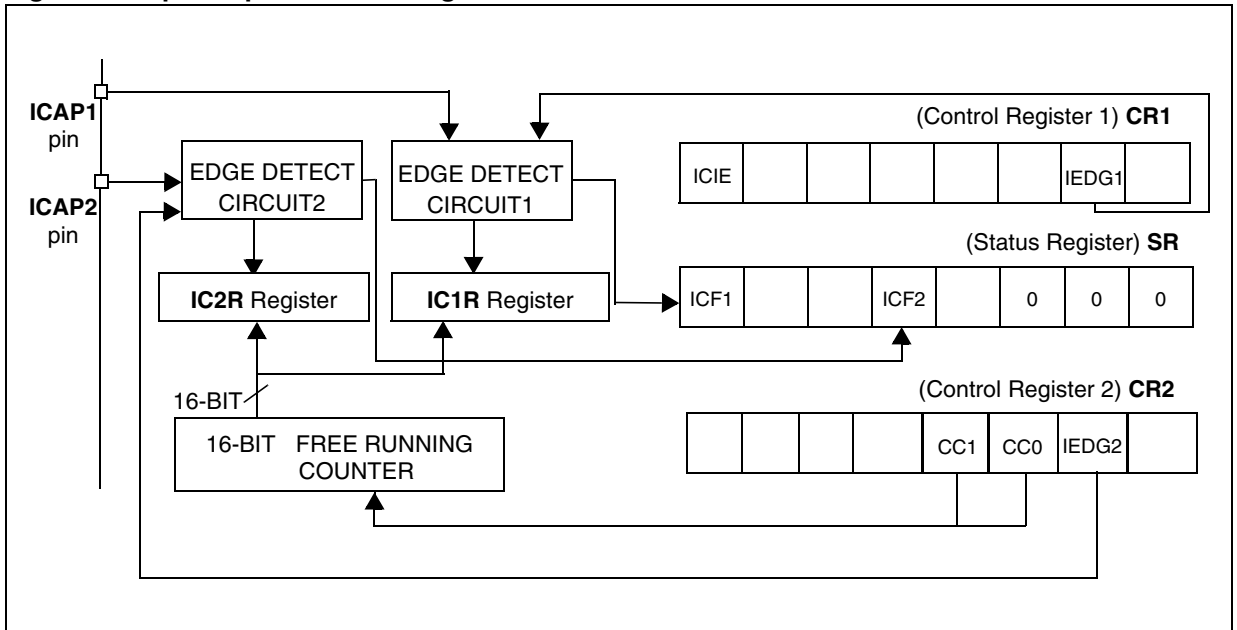 ICAP1
pin
ICAP2
pin
EDGE DETECT
CIRCUIT2
EDGE DETECT
CIRCUIT1
(Control Register 1) CR1
ICIE
IEDG1
(Status Register) SR
IC2R Register
IC1R Register
ICF1
ICF2
0
0
0
16-BIT
(Control Register 2) CR2
16-BIT FREE RUNNING
COUNTER
CC1
CC0
IEDG2